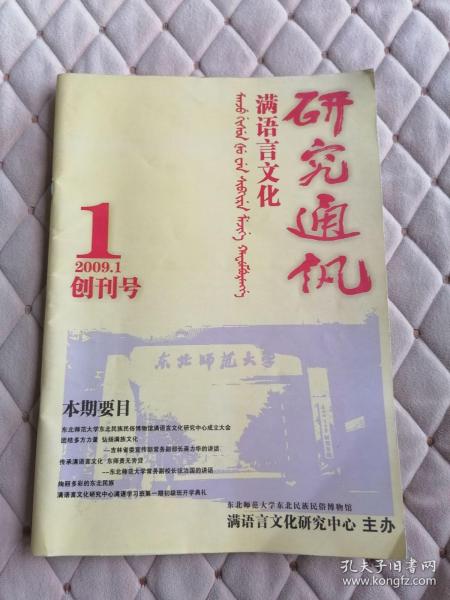 研究通讯
满语言文化
1
2009.1
创刊号
东北师范大学
本期要目
东北师范大学东北民族民俗博物馆满语言文化研究中心成立大会
团结多方力量 弘扬满族文化
--吉林省委宣传部常务副部长蒋力华的讲话
传承满语言文化 东师责无旁贷
--东北师范大学常务副校长张治国的讲话
绚丽多彩的东北民族
满语言文化研究中心满语学习班第一期初级班开学典礼
东北师范大学东北民族民俗博物馆
满语言文化研究中心 主办
孔夫子旧书网
www.kongfz.com